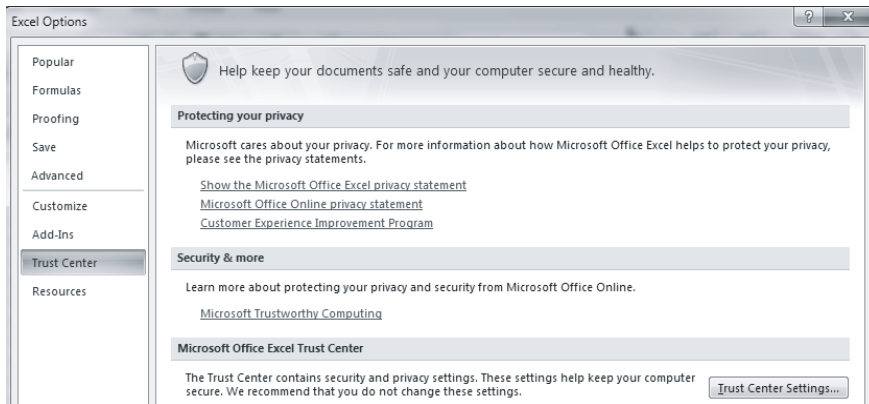 Excel Options
?
X
Popular
Formulas
Proofing
Save
Advanced
Customize
Add-Ins
Trust Center
Resources
Help keep your documents safe and your computer secure and healthy.
Protecting your privacy
Microsoft cares about your privacy. For more information about how Microsoft Office Excel helps to protect your privacy,
please see the privacy statements.
Show the Microsoft Office Excel privacy statement
Microsoft Office Online privacy statement
Customer Experience Improvement Program
Security & more
Learn more about protecting your privacy and security from Microsoft Office Online.
Microsoft Trustworthy Computing
Microsoft Office Excel Trust Center
The Trust Center contains security and privacy settings. These settings help keep your computer
secure. We recommend that you do not change these settings.
Trust Center Settings...